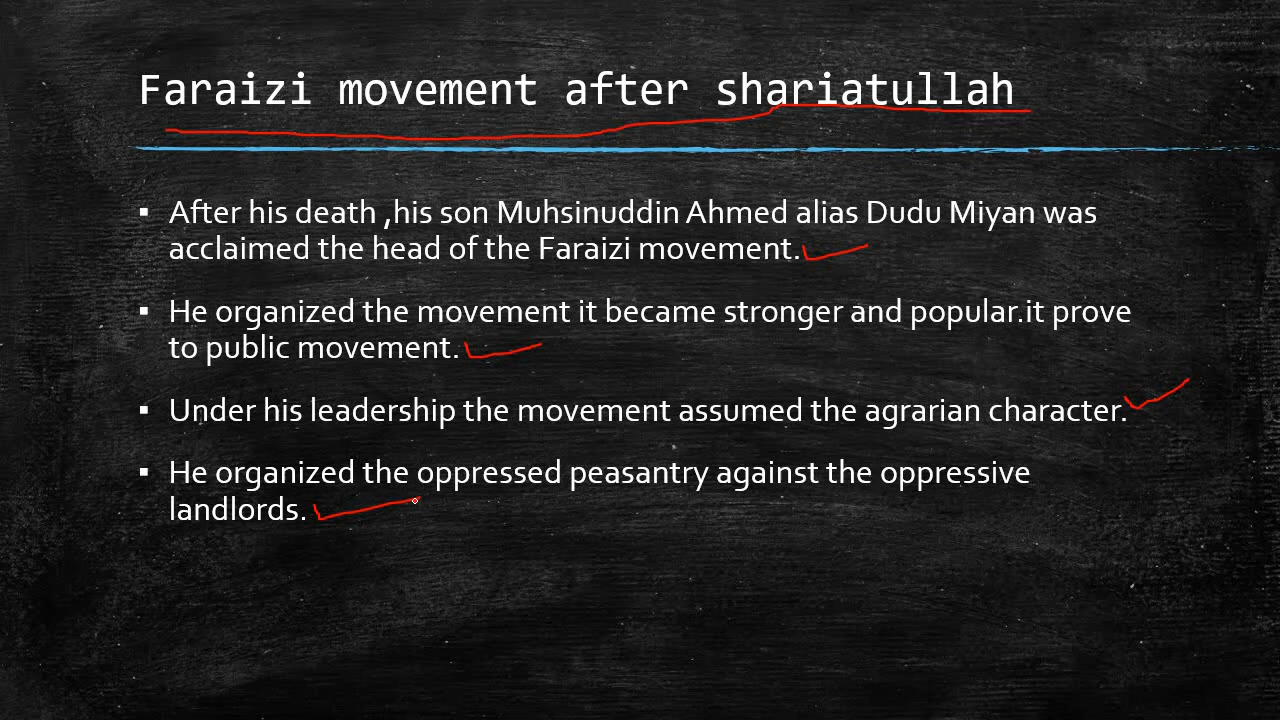 Faraizi movement after shariatullah
▪ After his death ,his son Muhsinuddin Ahmed alias Dudu Miyan was
acclaimed the head of the Faraizi movement.
▪ He organized the movement it became stronger and popular.it prove
to public movement.
▪ Under his leadership the movement assumed the agrarian character.
▪ He organized the oppressed peasantry against the oppressive
landlords.